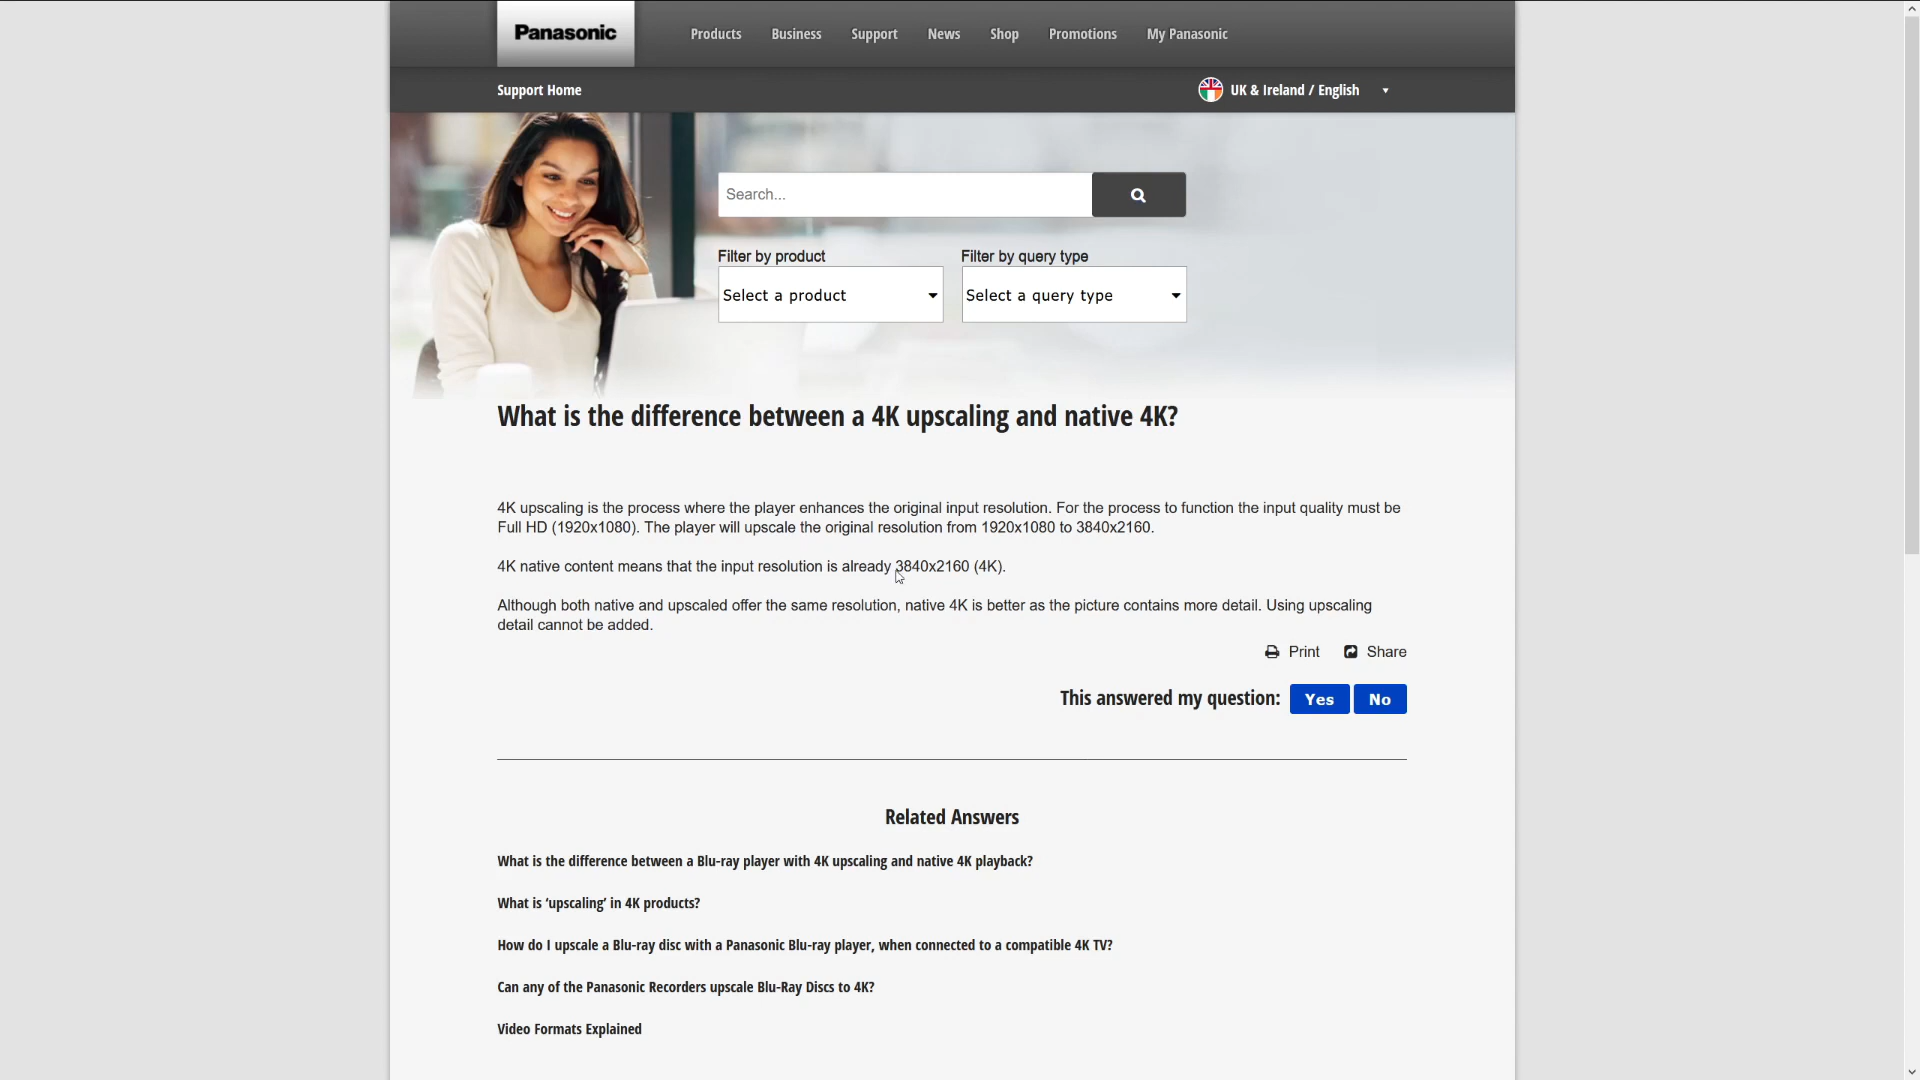 Panasonic
Products Business Support News Shop Promotions My Panasonic
Support Home UK & Ireland / English
Search...
Filter by product Filter by query type
Select a product Select a query type
What is the difference between a 4K upscaling and native 4K?
4K upscaling is the process where the player enhances the original input resolution. For the process to function the input quality must be
Full HD (1920x1080). The player will upscale the original resolution from 1920x1080 to 3840x2160.
4K native content means that the input resolution is already 3840x2160 (4K).
Although both native and upscaled offer the same resolution, native 4K is better as the picture contains more detail. Using upscaling
detail cannot be added.
Print Share
This answered my question: Yes No
Related Answers
What is the difference between a Blu-ray player with 4K upscaling and native 4K playback?
What is ‘upscaling’ in 4K products?
How do I upscale a Blu-ray disc with a Panasonic Blu-ray player, when connected to a compatible 4K TV?
Can any of the Panasonic Recorders upscale Blu-Ray Discs to 4K?
Video Formats Explained